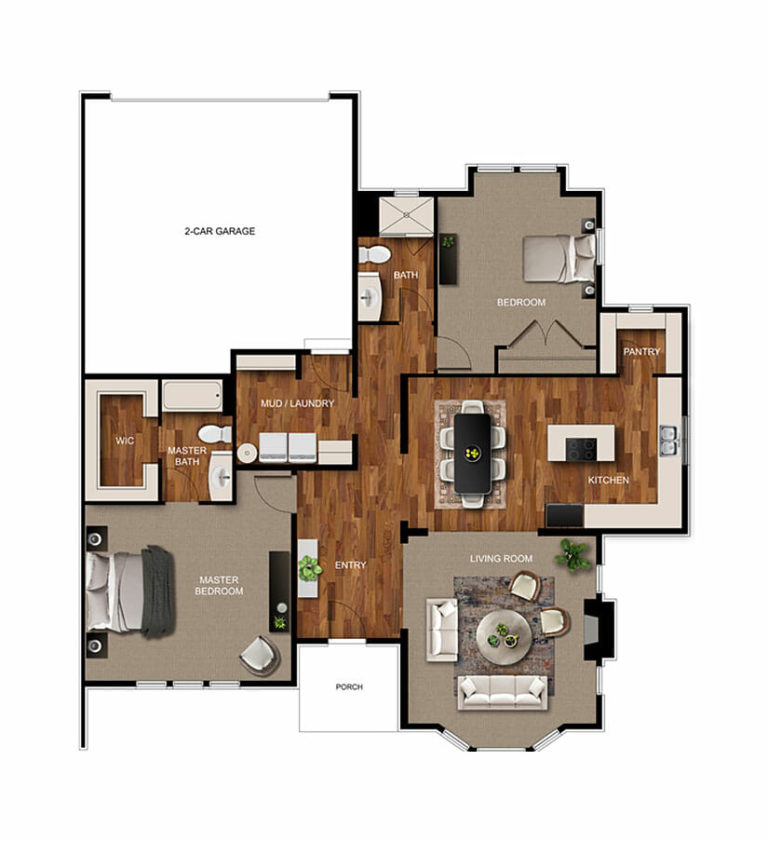 2-CAR GARAGE
BATH
BEDROOM
PANTRY
MUD / LAUNDRY
WIC
MASTER
BATH
KITCHEN
MASTER
BEDROOM
ENTRY
LIVING ROOM
PORCH